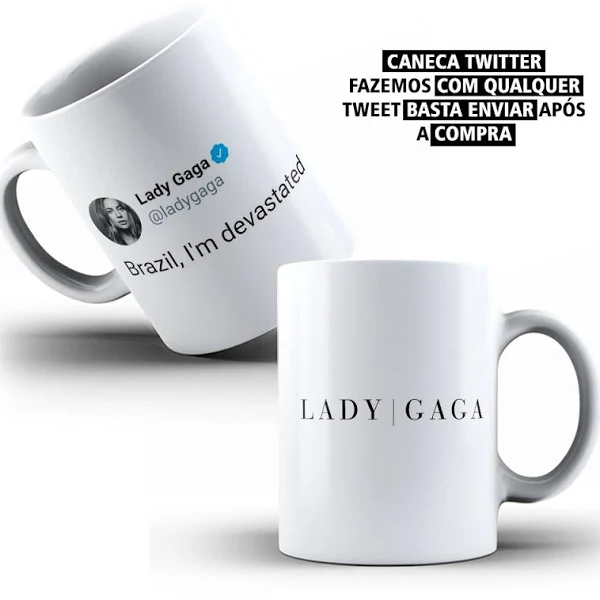 CANECA TWITTER
FAZEMOS COM QUALQUER
TWEET BASTA ENVIAR APÓS
A COMPRA
Lady Gaga
@ladygaga
Brazil, I'm devastated
LADY | GAGA